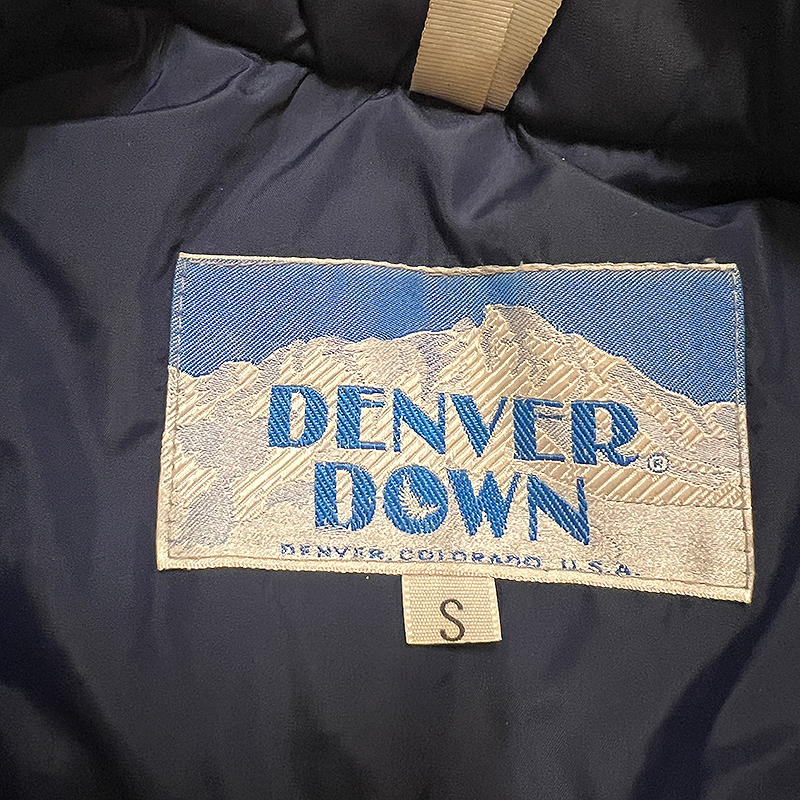 DENVER
DOWN
®
DENVER, COLORADO, U.S.A.
S